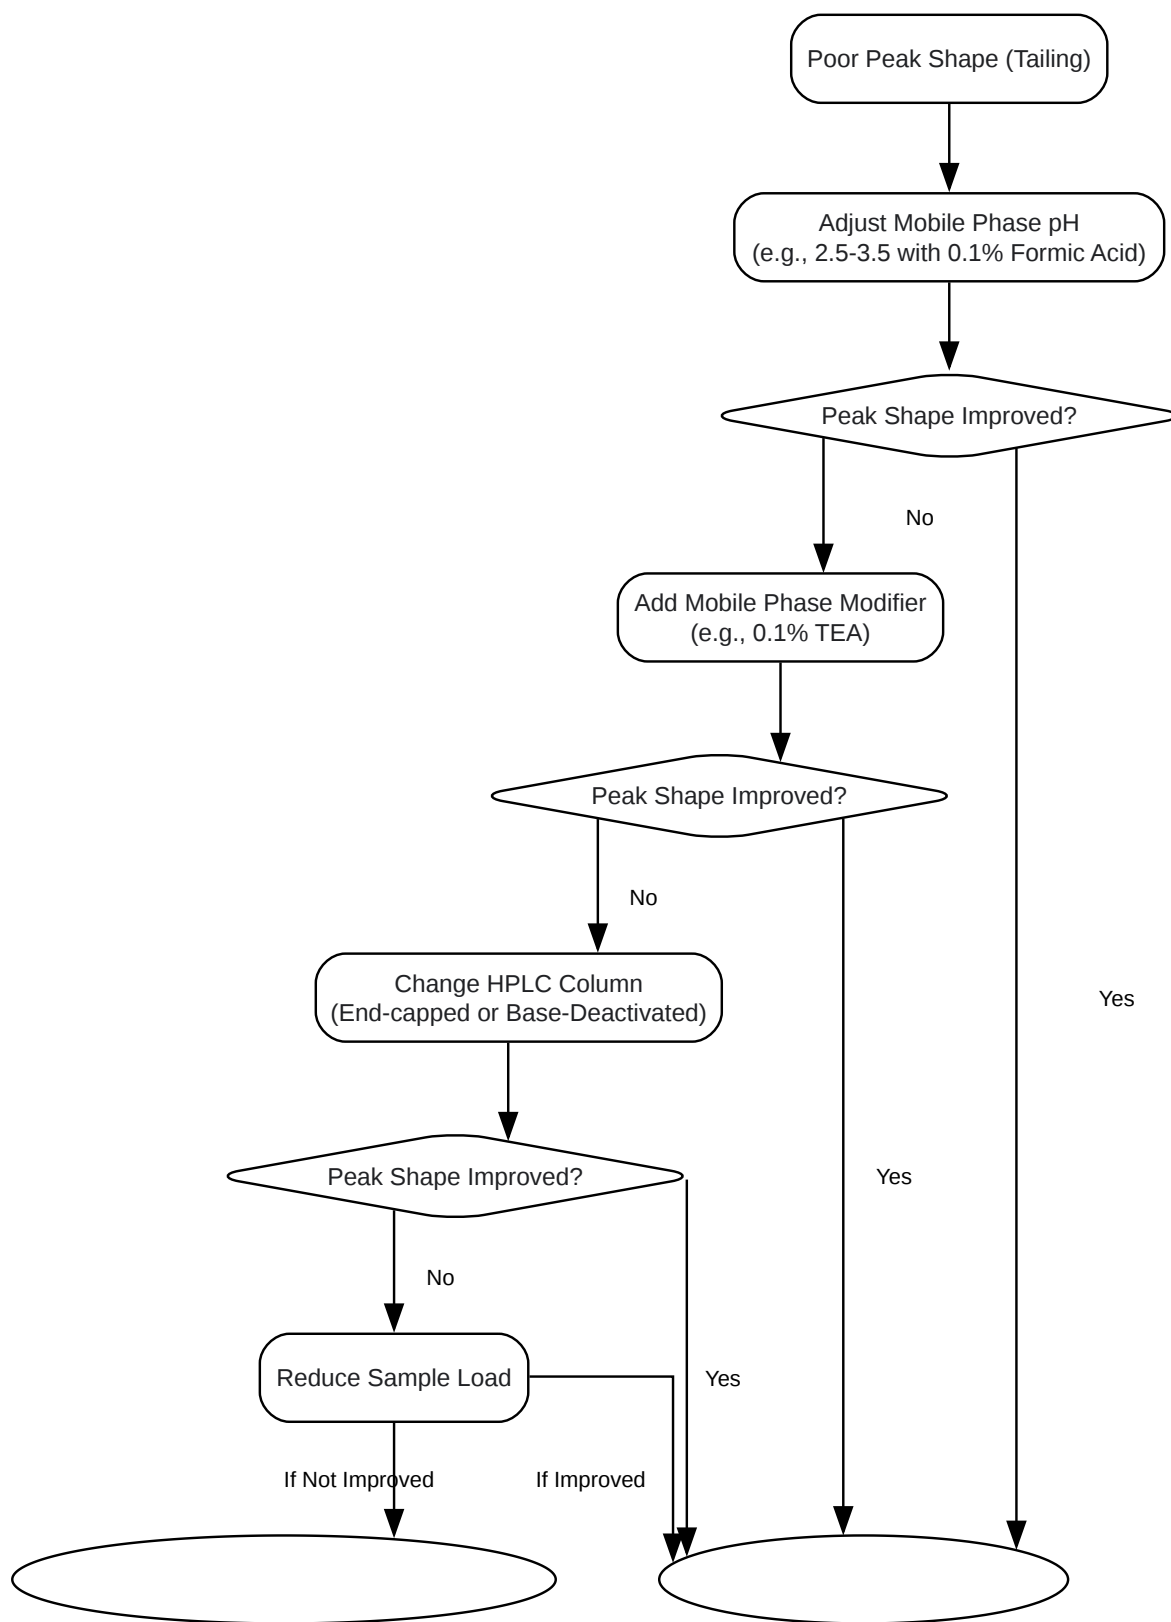 Poor Peak Shape (Tailing)
Adjust Mobile Phase pH
(e.g., 2.5-3.5 with 0.1% Formic Acid)
Peak Shape Improved?
No
Add Mobile Phase Modifier
(e.g., 0.1% TEA)
Peak Shape Improved?
No
Change HPLC Column
(End-capped or Base-Deactivated)
Yes
Peak Shape Improved?
Yes
No
Reduce Sample Load
Yes
If Not Improved
If Improved